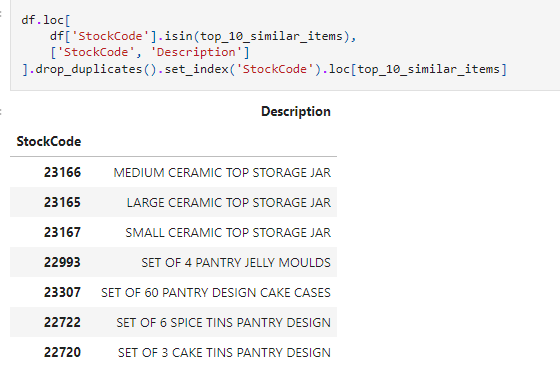 df.loc[
df['StockCode'].isin(top_10_similar_items),
['StockCode', 'Description']
].drop_duplicates().set_index('StockCode').loc[top_10_similar_items]
Description
StockCode
23166 MEDIUM CERAMIC TOP STORAGE JAR
23165 LARGE CERAMIC TOP STORAGE JAR
23167 SMALL CERAMIC TOP STORAGE JAR
22993 SET OF 4 PANTRY JELLY MOULDS
23307 SET OF 60 PANTRY DESIGN CAKE CASES
22722 SET OF 6 SPICE TINS PANTRY DESIGN
22720 SET OF 3 CAKE TINS PANTRY DESIGN